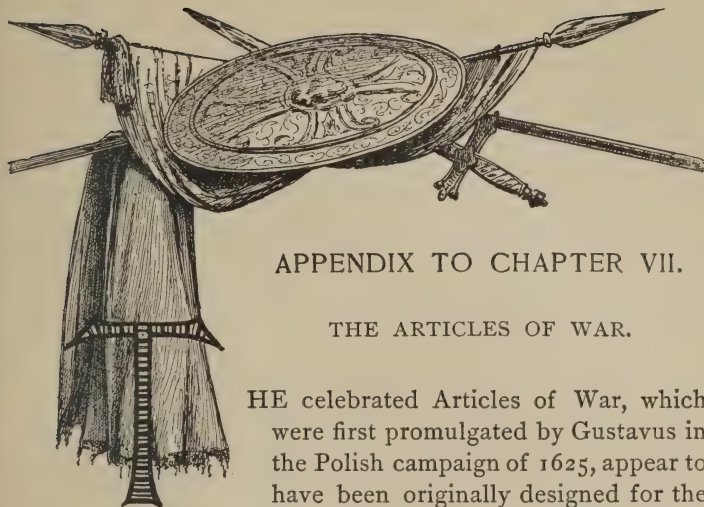 APPENDIX TO CHAPTER VII.
THE ARTICLES OF WAR.
THE celebrated Articles of War, which
were first promulgated by Gustavus in
the Polish campaign of 1625, appear to
have been originally designed for the